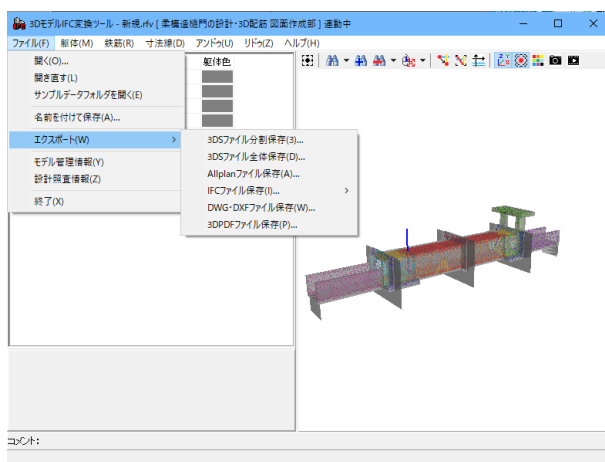 3DモデルIFC変換ツール - 新規.rfv [ 柔構造樋門の設計・3D配筋 図面作成部 ] 連動中
ファイル(F) 躯体(M) 鉄筋(R) 寸法線(D) アンドゥ(U) リドゥ(Z) ヘルプ(H)
開く(O)...
開き直す(L)
サンプルデータフォルダを開く(E)
名前を付けて保存(A)...
エクスポート(W)
モデル管理情報(Y)
設計照査情報(Z)
終了(X)
躯体色
3DSファイル分割保存(3)...
3DSファイル全体保存(D)...
Allplanファイル保存(A)...
IFCファイル保存(I)...
DWG・DXFファイル保存(W)...
3DPDFファイル保存(P)...
コメント: